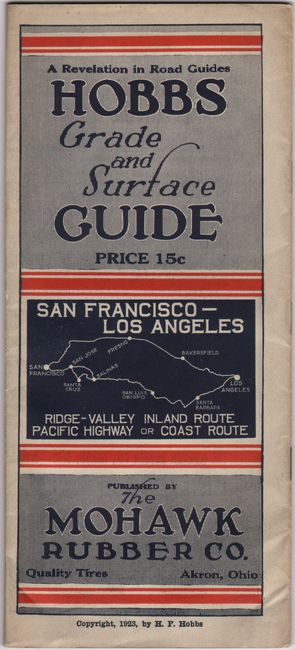 A Revelation in Road Guides
HOBBS
Grade
and
Surface
GUIDE
PRICE 15c
SAN FRANCISCO—
LOS ANGELES
SAN FRANCISCO
SAN JOSE
FRESNO
BAKERSFIELD
SANTA CRUZ
SALINAS
SAN LUIS OBISPO
SANTA BARBARA
LOS ANGELES
RIDGE-VALLEY INLAND ROUTE
PACIFIC HIGHWAY OR COAST ROUTE
PUBLISHED BY
The
MOHAWK
RUBBER CO.
Quality Tires Akron, Ohio
Copyright, 1923, by H. F. Hobbs